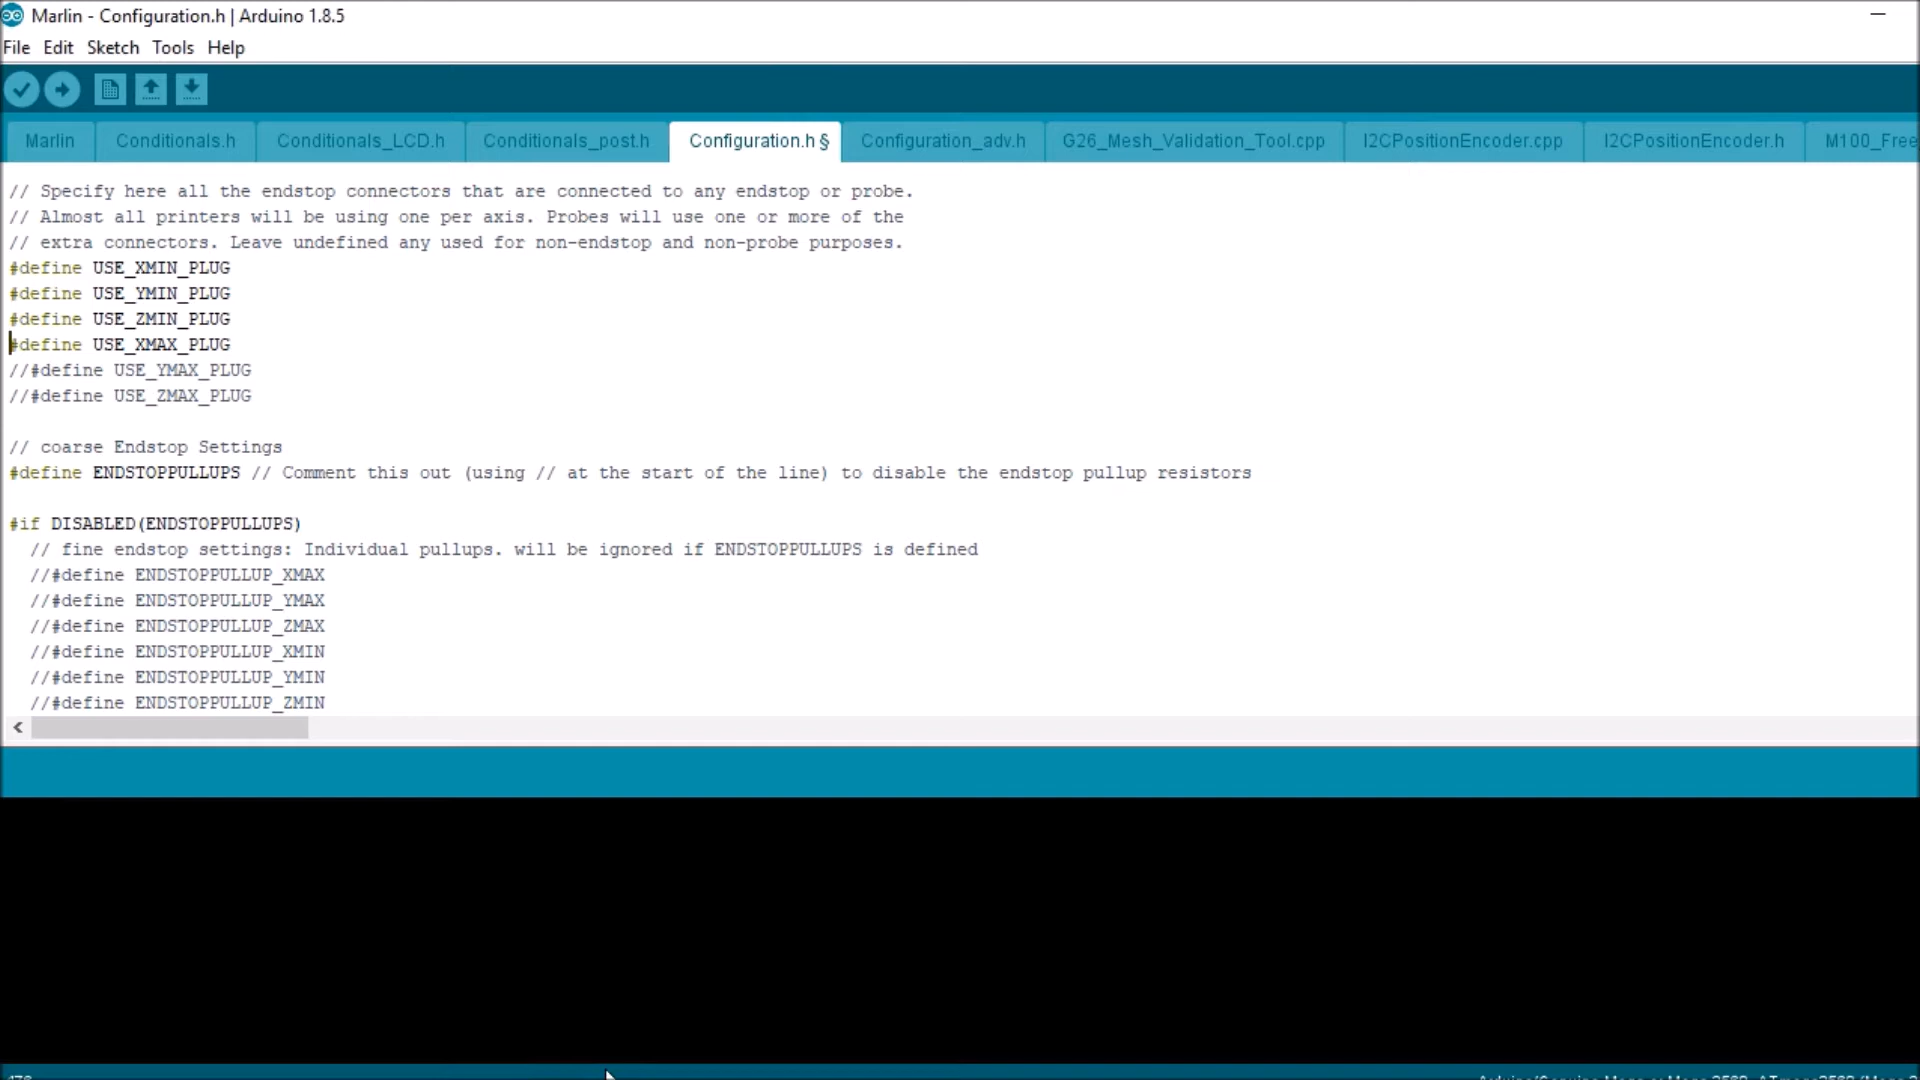 Marlin - Configuration.h | Arduino 1.8.5
File Edit Sketch Tools Help
Marlin Conditionals.h Conditionals_LCD.h Conditionals_post.h Configuration.h § Configuration_adv.h G26_Mesh_Validation_Tool.cpp I2CPositionEncoder.cpp I2CPositionEncoder.h M100_Free
// Specify here all the endstop connectors that are connected to any endstop or probe.
// Almost all printers will be using one per axis. Probes will use one or more of the
// extra connectors. Leave undefined any used for non-endstop and non-probe purposes.
#define USE_XMIN_PLUG
#define USE_YMIN_PLUG
#define USE_ZMIN_PLUG
#define USE_XMAX_PLUG
//#define USE_YMAX_PLUG
//#define USE_ZMAX_PLUG
// coarse Endstop Settings
#define ENDSTOPPULLUPS // Comment this out (using // at the start of the line) to disable the endstop pullup resistors
#if DISABLED(ENDSTOPPULLUPS)
// fine endstop settings: Individual pullups. will be ignored if ENDSTOPPULLUPS is defined
//#define ENDSTOPPULLUP_XMAX
//#define ENDSTOPPULLUP_YMAX
//#define ENDSTOPPULLUP_ZMAX
//#define ENDSTOPPULLUP_XMIN
//#define ENDSTOPPULLUP_YMIN
//#define ENDSTOPPULLUP_ZMIN